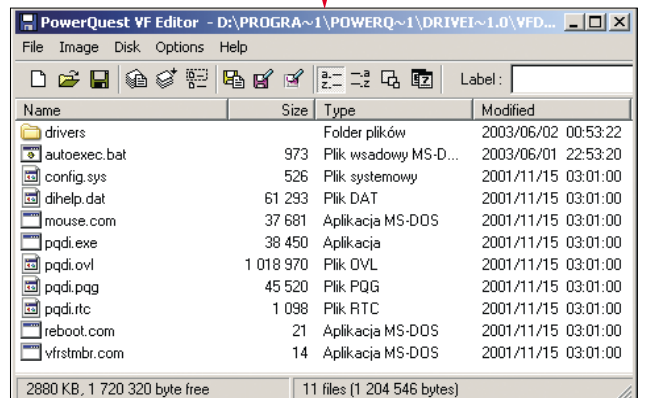 PowerQuest VF Editor - D:\PROGRA~1\POWERQ~1\DRIVEI~1.0\VFD...
File Image Disk Options Help
Label :
Name Size Type Modified
drivers Folder plików 2003/06/02 00:53:22
autoexec.bat 973 Plik wsadowy MS-D... 2003/06/01 22:53:20
config.sys 526 Plik systemowy 2001/11/15 03:01:00
dihelp.dat 61 293 Plik DAT 2001/11/15 03:01:00
mouse.com 37 681 Aplikacja MS-DOS 2001/11/15 03:01:00
pqdi.exe 38 450 Aplikacja 2001/11/15 03:01:00
pqdi.ovl 1 018 970 Plik OVL 2001/11/15 03:01:00
pqdi.pqg 45 520 Plik PQG 2001/11/15 03:01:00
pqdi.rtc 1 098 Plik RTC 2001/11/15 03:01:00
reboot.com 21 Aplikacja MS-DOS 2001/11/15 03:01:00
vfrstmbr.com 14 Aplikacja MS-DOS 2001/11/15 03:01:00
2880 KB, 1 720 320 byte free 11 files (1 204 546 bytes)